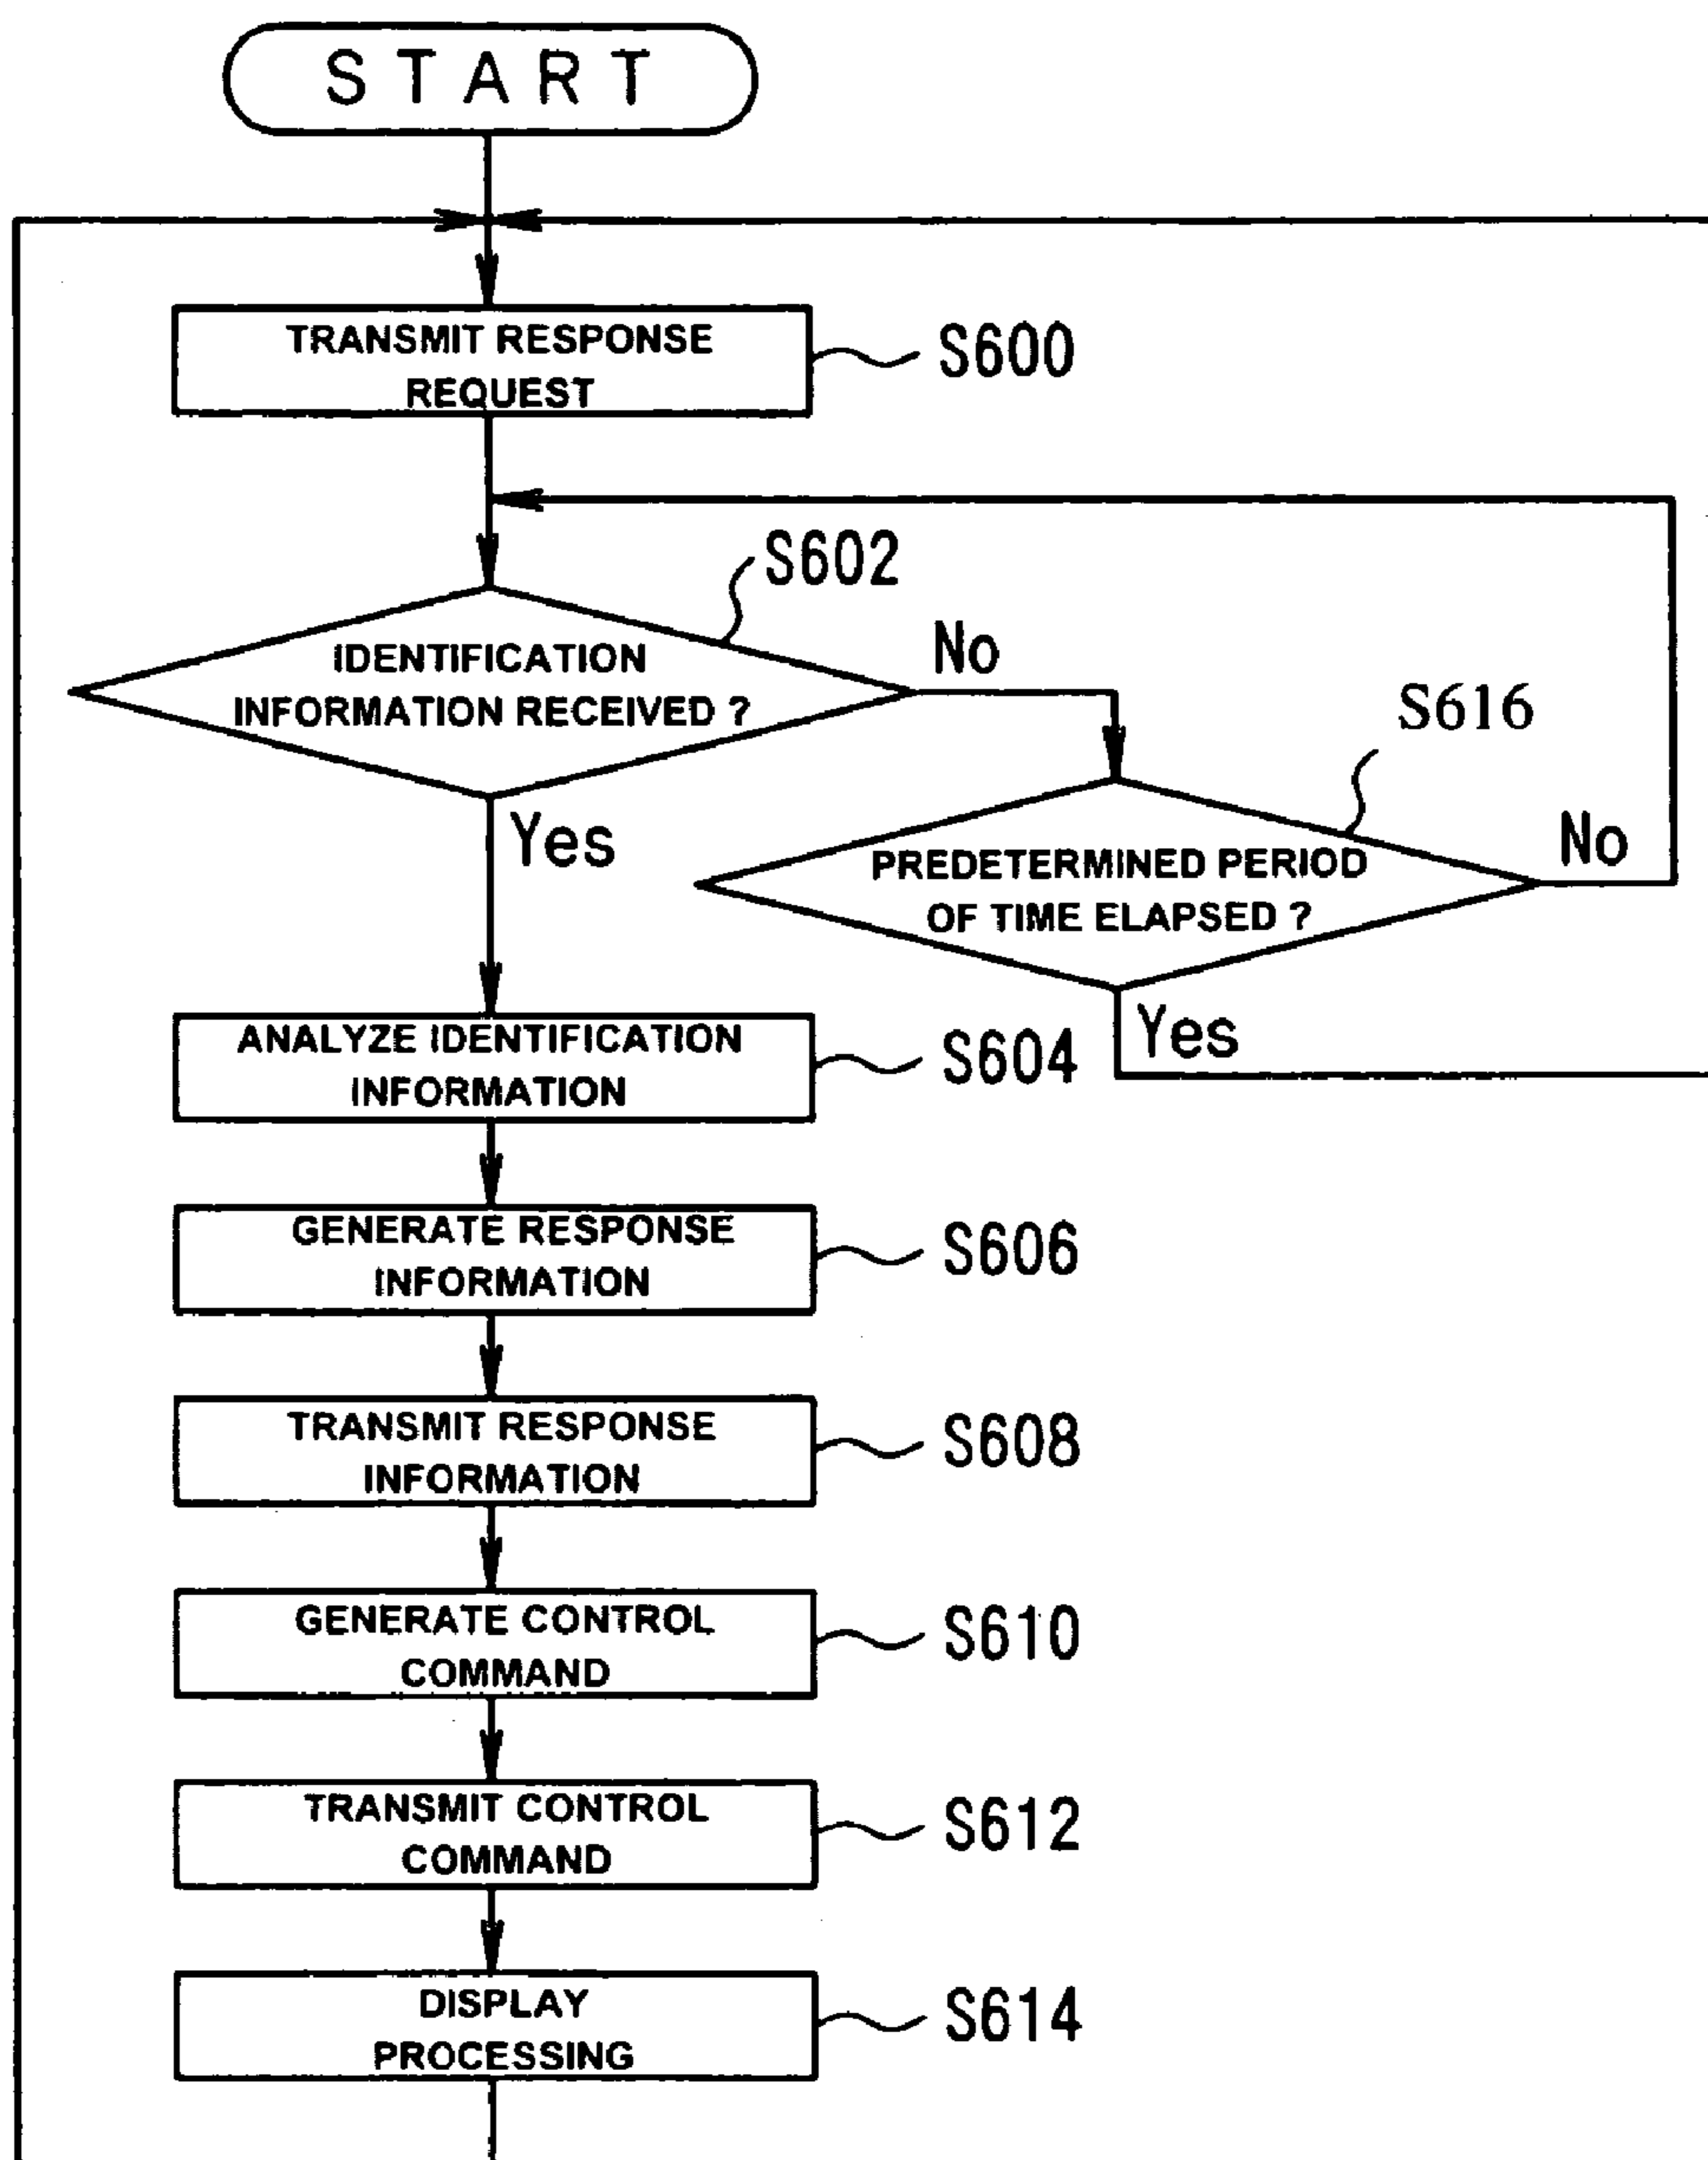 START
TRANSMIT RESPONSE
REQUEST
S600
S602
IDENTIFICATION
INFORMATION RECEIVED ?
No
Yes
S616
PREDETERMINED PERIOD
OF TIME ELAPSED ?
No
Yes
ANALYZE IDENTIFICATION
INFORMATION
S604
GENERATE RESPONSE
INFORMATION
S606
TRANSMIT RESPONSE
INFORMATION
S608
GENERATE CONTROL
COMMAND
S610
TRANSMIT CONTROL
COMMAND
S612
DISPLAY
PROCESSING
S614